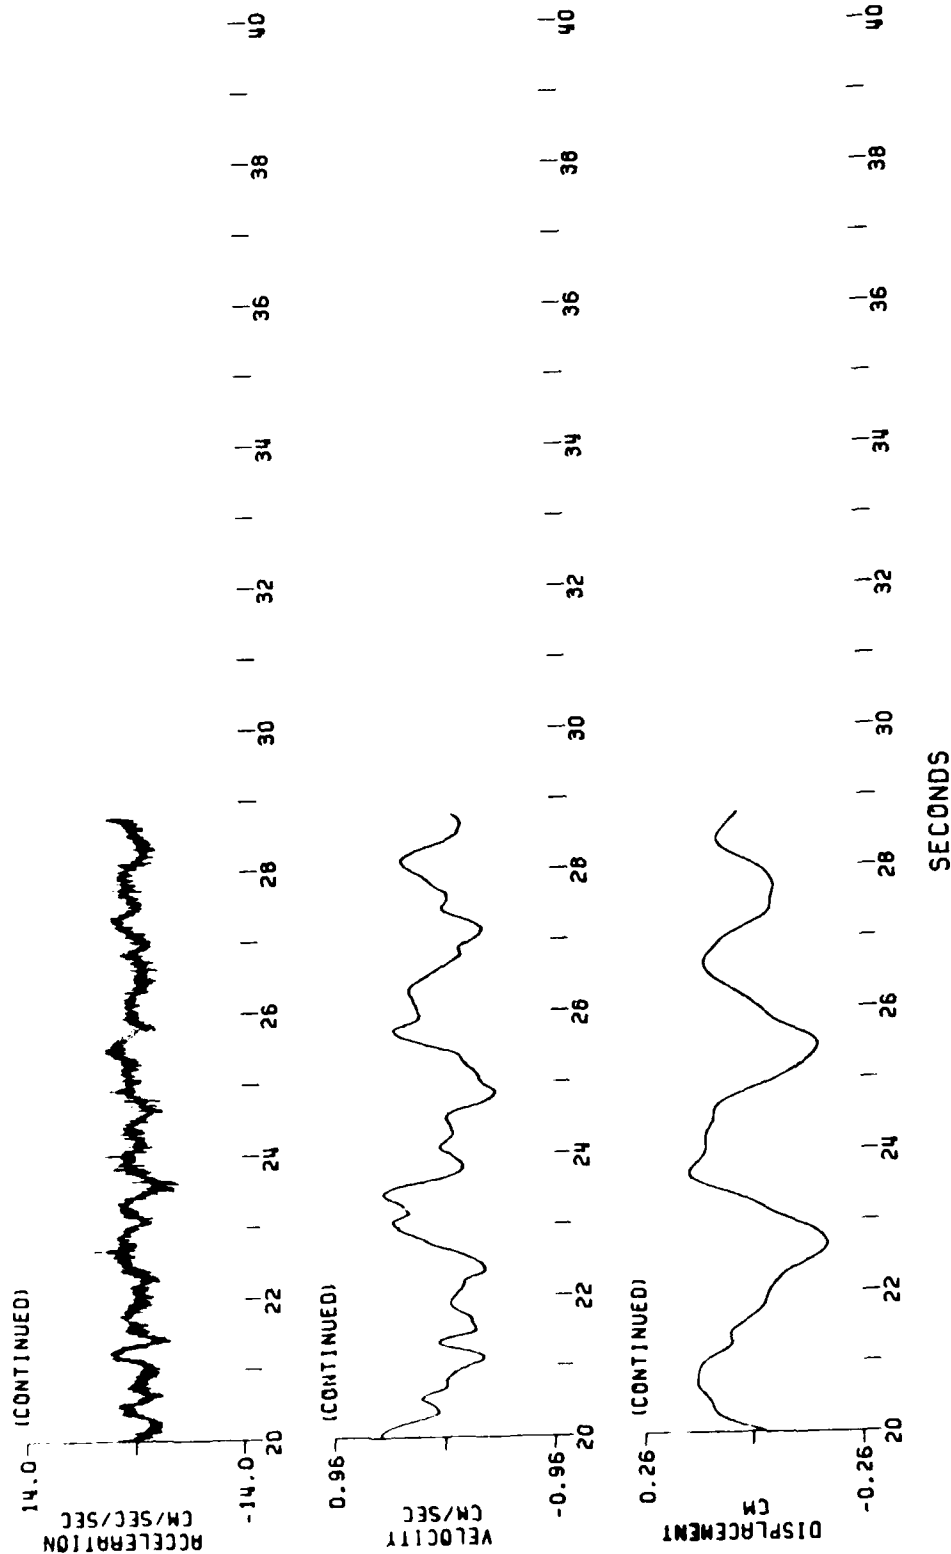 (CONTINUED)
14.0
-14.0
ACCELERATION
CM/SEC/SEC
20 22 24 26 28 30 32 34 36 38 40
(CONTINUED)
0.96
-0.96
VELOCITY
CM/SEC
20 22 24 26 28 30 32 34 36 38 40
(CONTINUED)
0.26
-0.26
DISPLACEMENT
CM
20 22 24 26 28 30 32 34 36 38 40
SECONDS